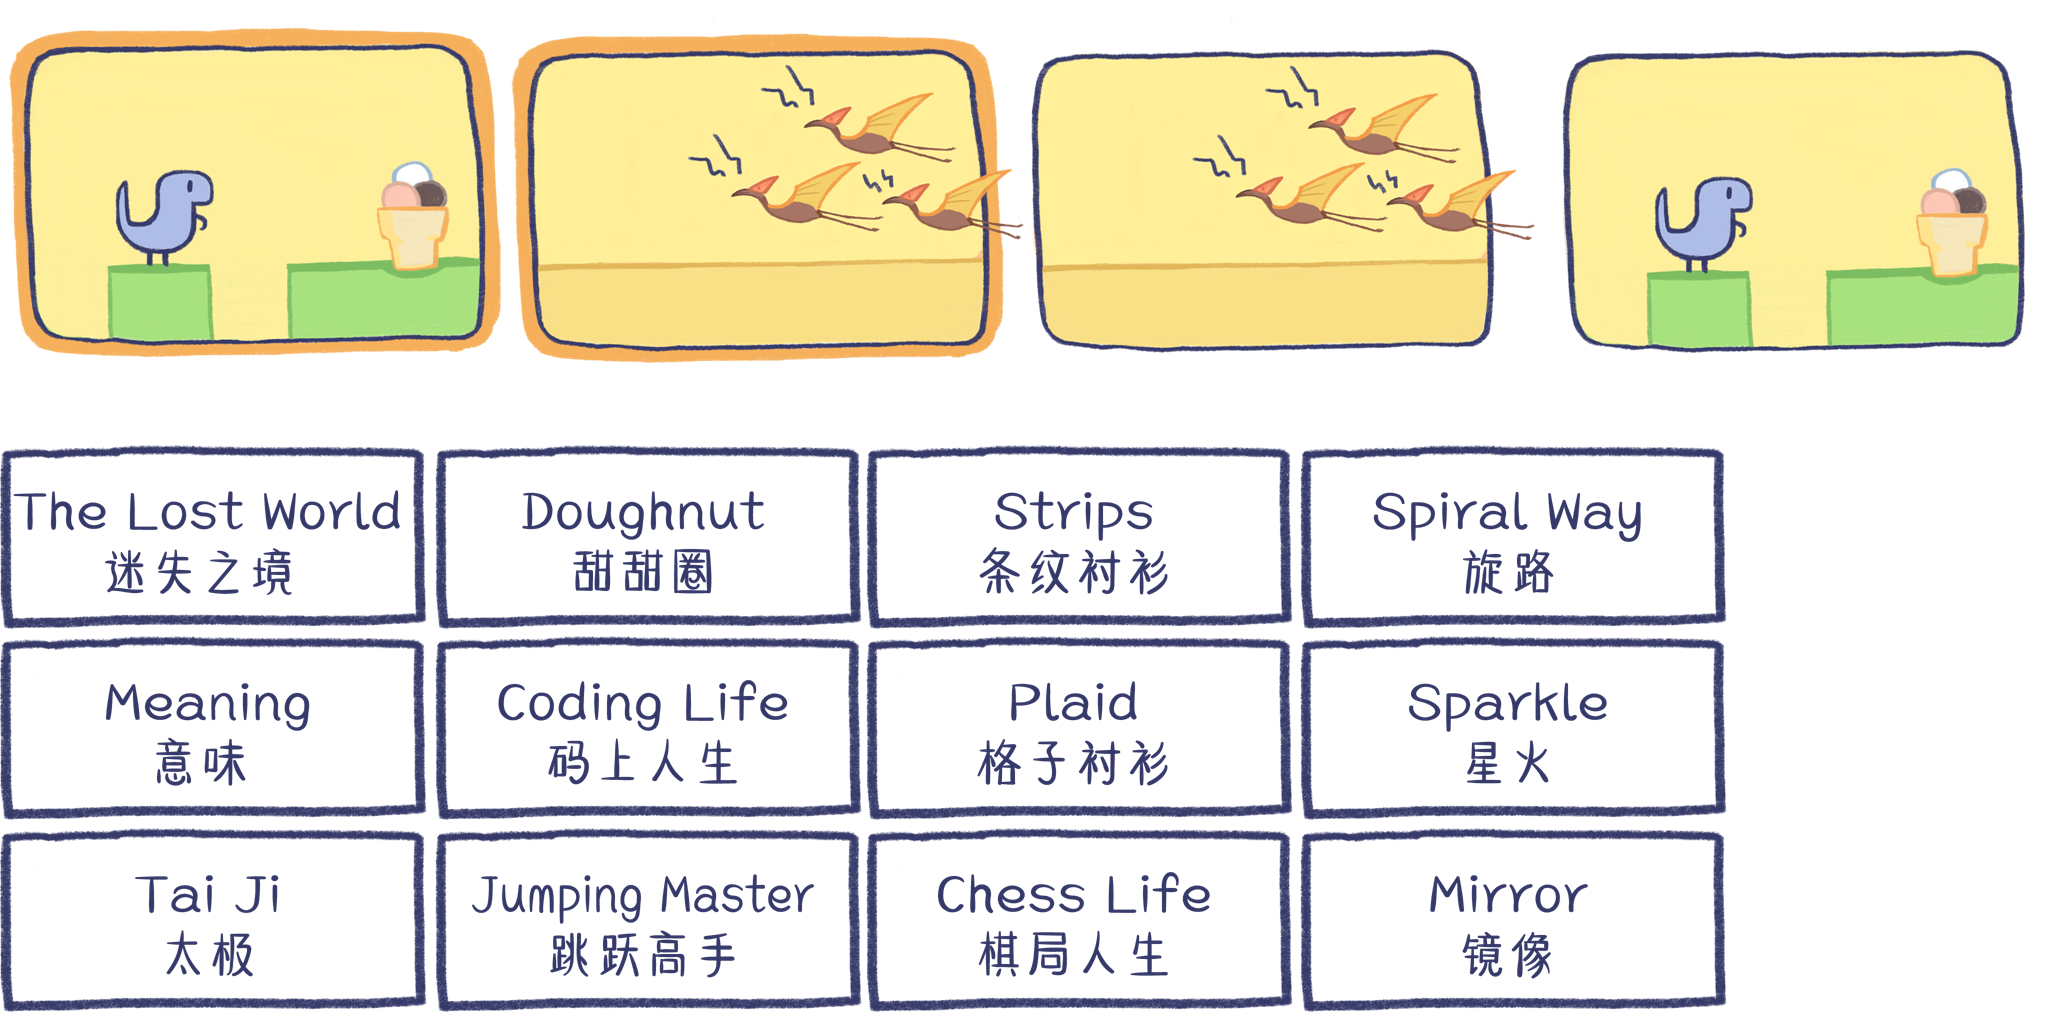 The Lost World
迷失之境
Doughnut
甜甜圈
Strips
条纹衬衫
Spiral Way
旋路
Meaning
意味
Coding Life
码上人生
Plaid
格子衬衫
Sparkle
星火
Tai Ji
太极
Jumping Master
跳跃高手
Chess Life
棋局人生
Mirror
镜像